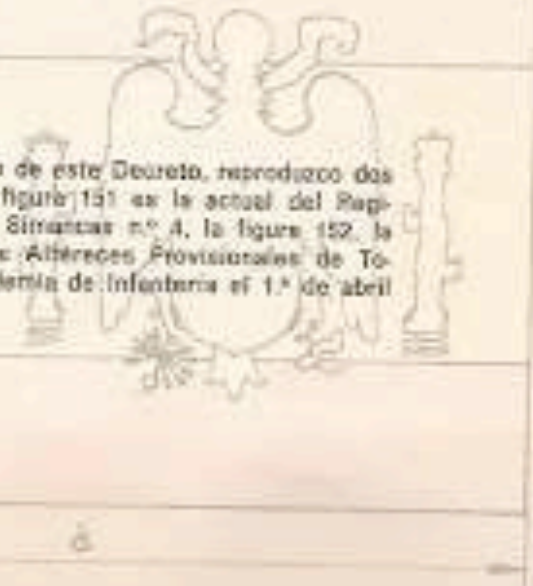 de este Decreto, reproduzco dos
figura 151 es la actual del Regi-
Simancas n.º 4, la figura 152, la
Alféreces Provisionales de To-
de Infantería el 1.º de abril